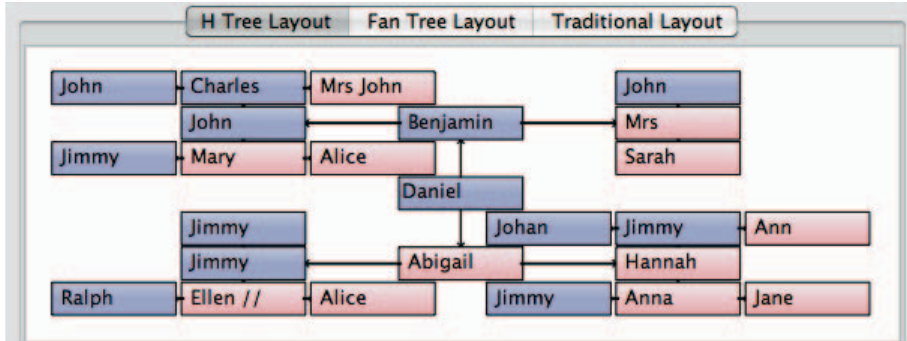 H Tree Layout Fan Tree Layout Traditional Layout
John Charles Mrs John John
John Benjamin Mrs
Jimmy Mary Alice Sarah
Daniel
Jimmy Johan Jimmy Ann
Jimmy Abigail Hannah
Ralph Ellen // Alice Jimmy Anna Jane